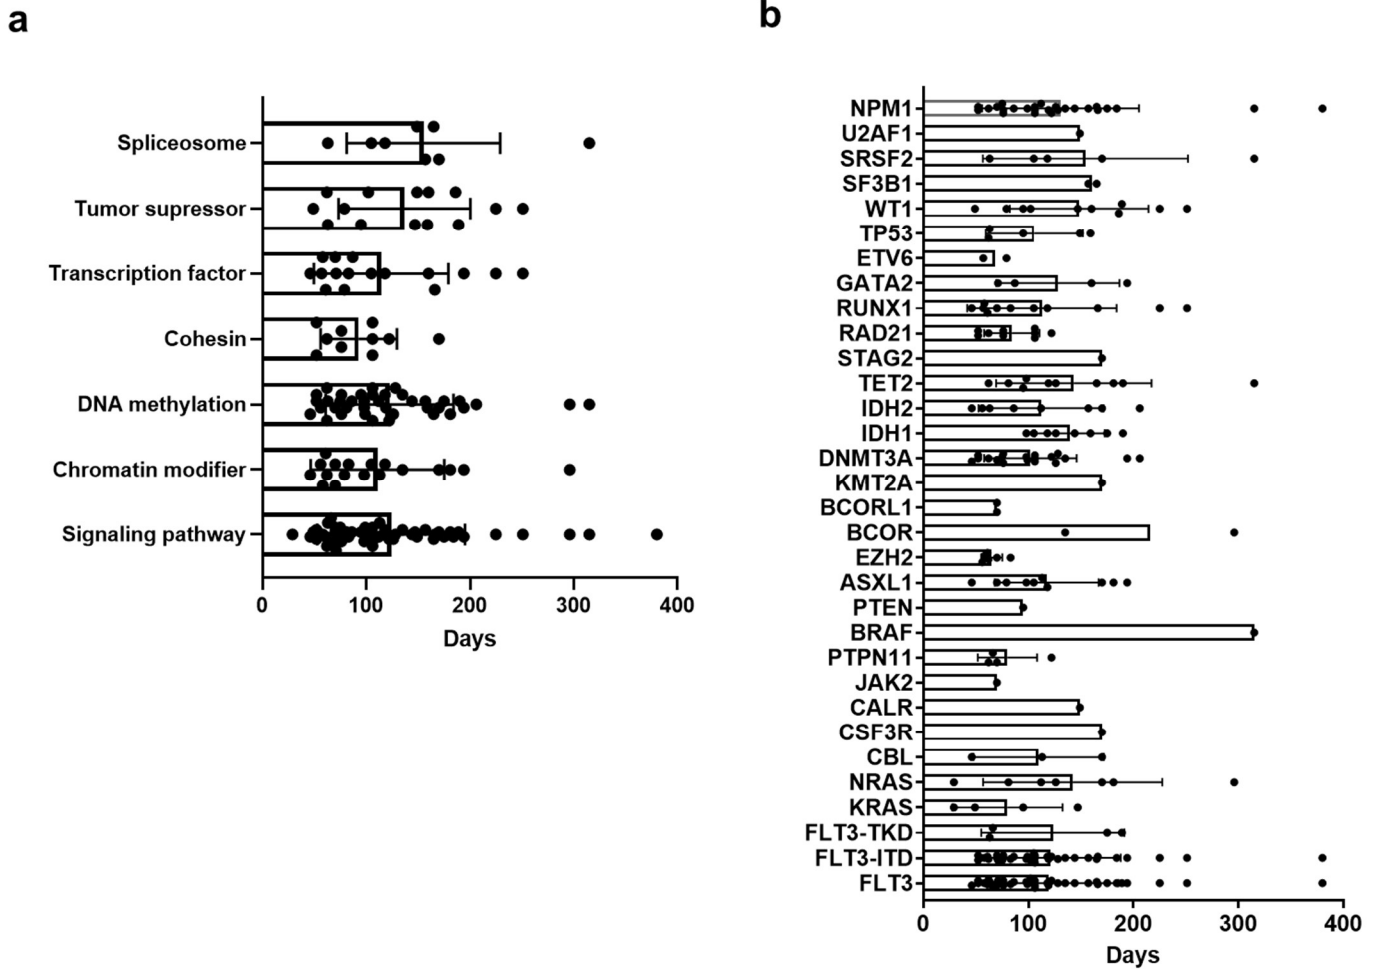 a
Spliceosome
Tumor supressor
Transcription factor
Cohesin
DNA methylation
Chromatin modifier
Signaling pathway
0 100 200 300 400
Days
b
NPM1
U2AF1
SRSF2
SF3B1
WT1
TP53
ETV6
GATA2
RUNX1
RAD21
STAG2
TET2
IDH2
IDH1
DNMT3A
KMT2A
BCORL1
BCOR
EZH2
ASXL1
PTEN
BRAF
PTPN11
JAK2
CALR
CSF3R
CBL
NRAS
KRAS
FLT3-TKD
FLT3-ITD
FLT3
0 100 200 300 400
Days